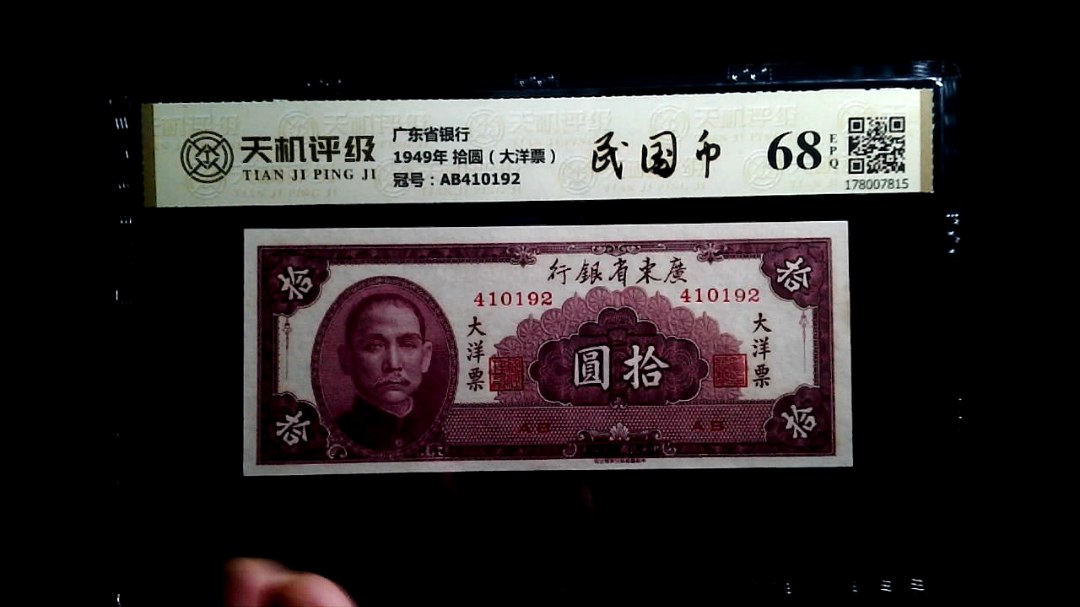 天机评级
TIAN JI PING JI
广东省银行
1949年 拾圆（大洋票）
冠号：AB410192
民国币
68
EPQ
178007815
行銀省東廣
拾
拾
410192
410192
大洋票
大洋票
圓拾
AB
AB
拾
拾